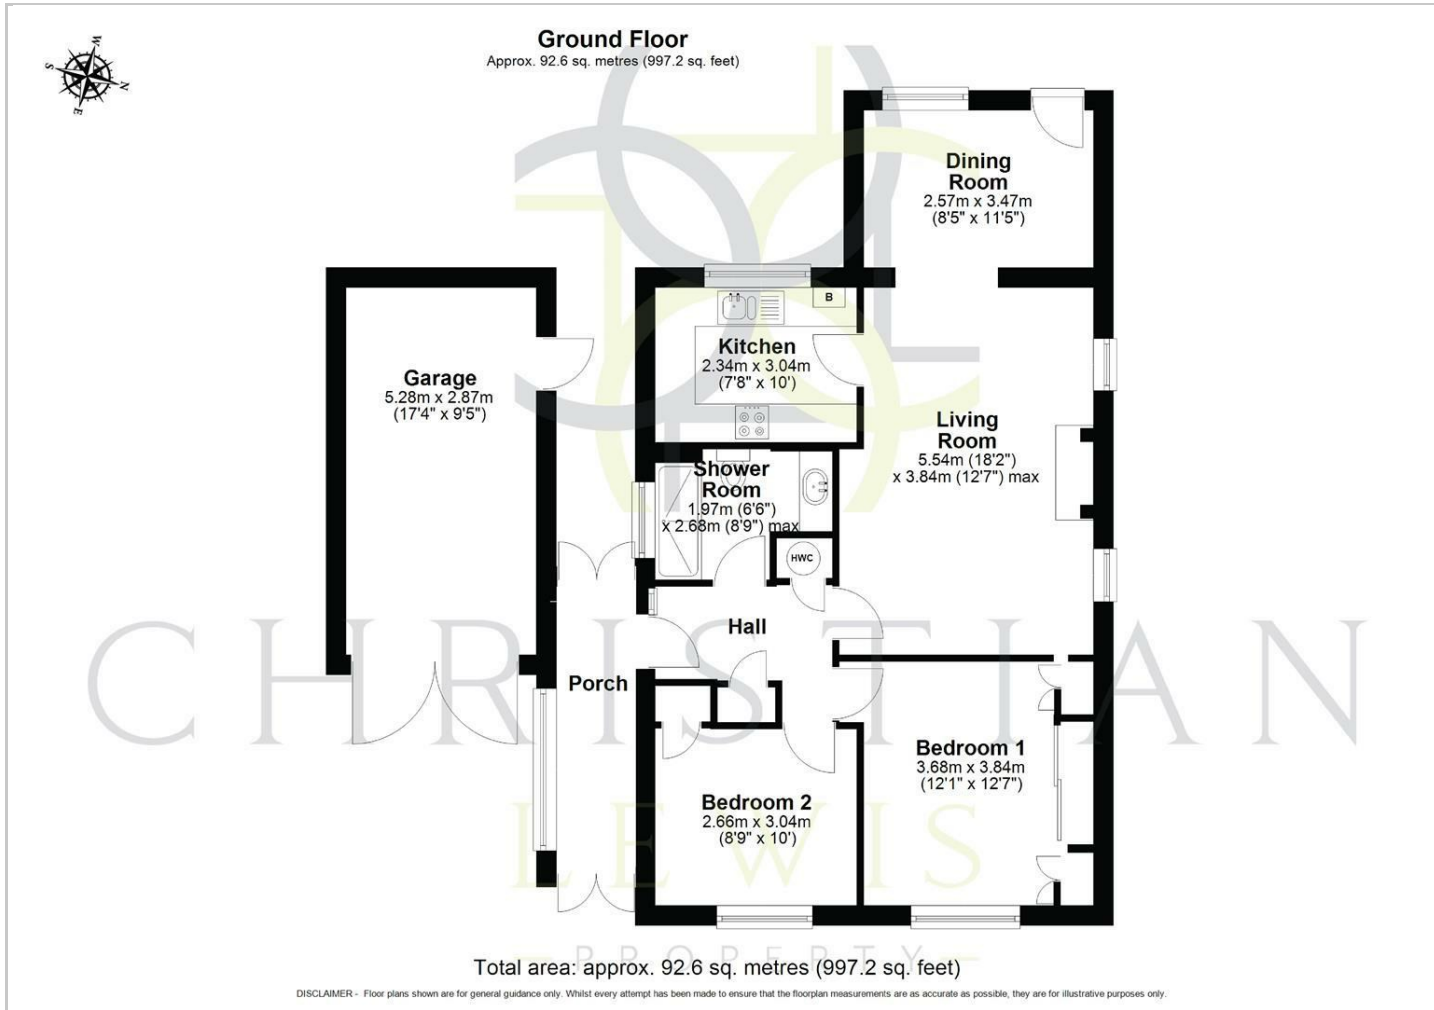 Ground Floor
Approx. 92.6 sq. metres (997.2 sq. feet)
W
S
N
E
Dining
Room
2.57m x 3.47m
(8'5" x 11'5")
B
Kitchen
2.34m x 3.04m
(7'8" x 10')
Garage
5.28m x 2.87m
(17'4" x 9'5")
Living
Room
5.54m (18'2")
x 3.84m (12'7") max
Shower
Room
1.97m (6'6")
x 2.68m (8'9") max
HWC
Hall
Porch
CHRISTIAN
Bedroom 1
3.68m x 3.84m
(12'1" x 12'7")
Bedroom 2
2.66m x 3.04m
(8'9" x 10')
LEWIS
PROPERTY
Total area: approx. 92.6 sq. metres (997.2 sq. feet)
DISCLAIMER - Floor plans shown are for general guidance only. Whilst every attempt has been made to ensure that the floorplan measurements are as accurate as possible, they are for illustrative purposes only.